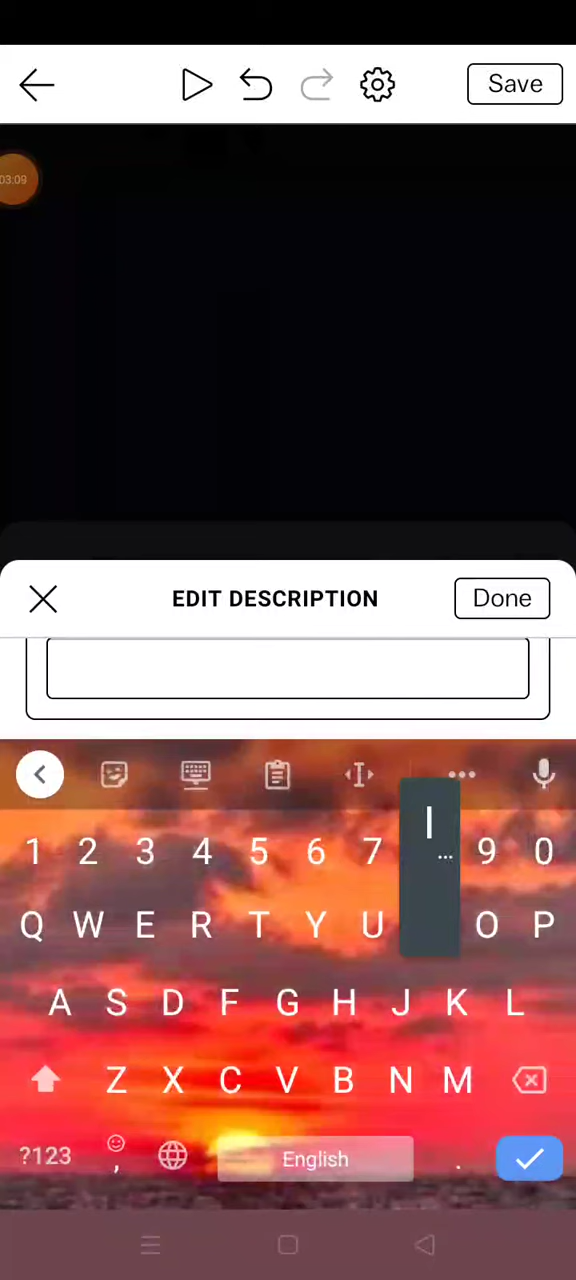 Save
03:09
EDIT DESCRIPTION
Done
I
...
1 2 3 4 5 6 7 9 0
Q W E R T Y U O P
A S D F G H J K L
Z X C V B N M
?123 , English .